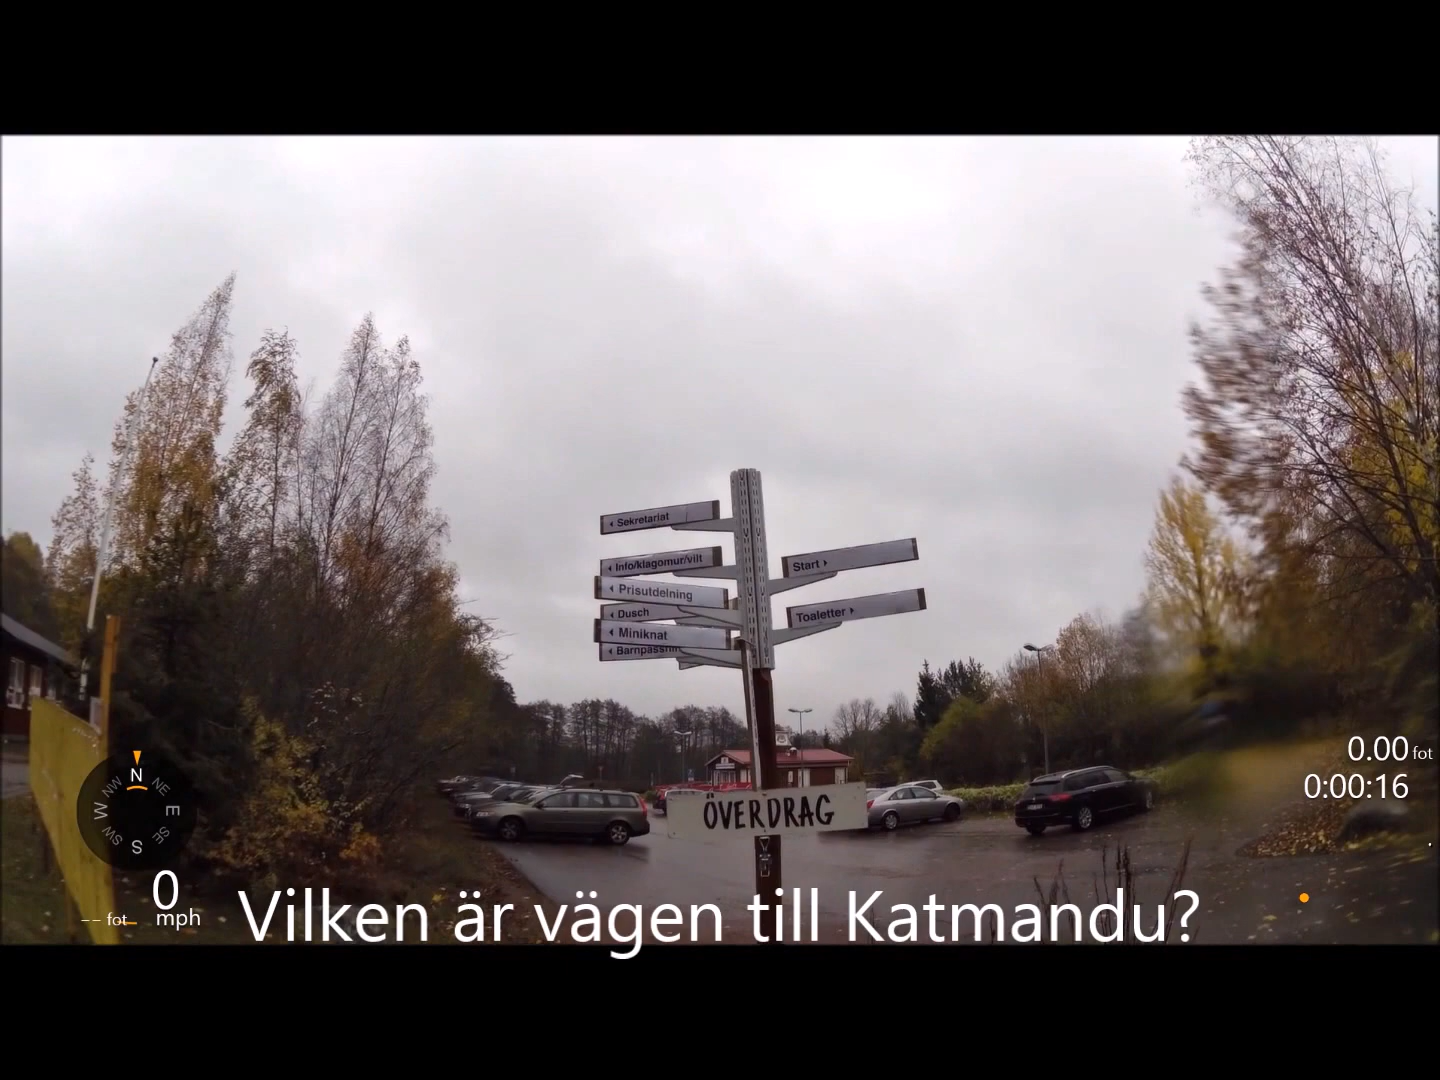 Sekretariat
Info/klagomur/vilt
Start
Prisutdelning
Toaletter
Dusch
Miniknat
ÖVERDRAG
N
NE
E
SE
S
SW
W
NW
0.00 fot
0:00:16
0
mph
-- fot
Vilken är vägen till Katmandu?